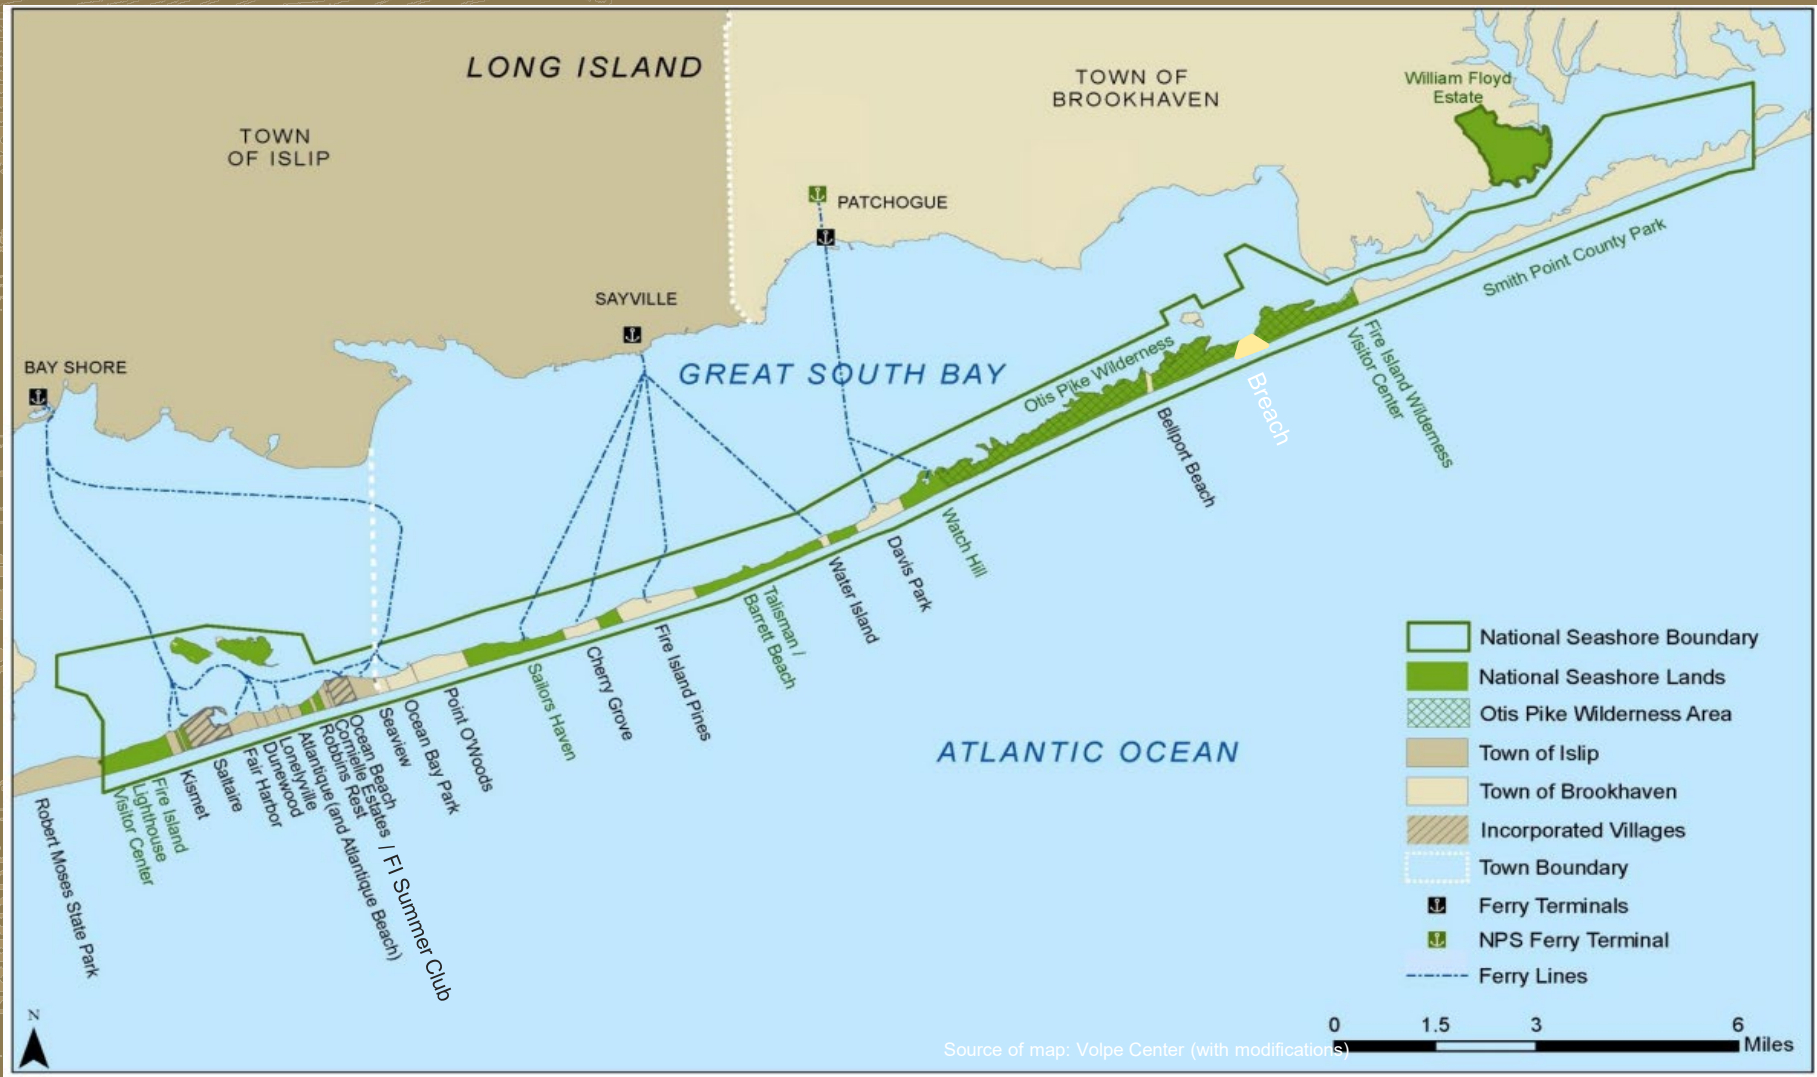 LONG ISLAND
TOWN OF
BROOKHAVEN
William Floyd
Estate
TOWN
OF ISLIP
PATCHOGUE
SAYVILLE
BAY SHORE
GREAT SOUTH BAY
Otis Pike Wilderness
Smith Point County Park
Fire Island Wilderness
Visitor Center
Breach
Bellport Beach
Watch Hill
Davis Park
Water Island
Talisman /
Barrett Beach
Fire Island Pines
Cherry Grove
Sailors Haven
Point O'Woods
Ocean Bay Park
Seaview
Ocean Beach
Corneille Estates / FI Summer Club
Robbins Rest
Atlantique (and Atlantique Beach)
Lonelyville
Dunewood
Fair Harbor
Saltaire
Kismet
Fire Island
Lighthouse
Visitor Center
Robert Moses State Park
ATLANTIC OCEAN
National Seashore Boundary
National Seashore Lands
Otis Pike Wilderness Area
Town of Islip
Town of Brookhaven
Incorporated Villages
Town Boundary
Ferry Terminals
NPS Ferry Terminal
Ferry Lines
N
0 1.5 3 6
Miles
Source of map: Volpe Center (with modifications)